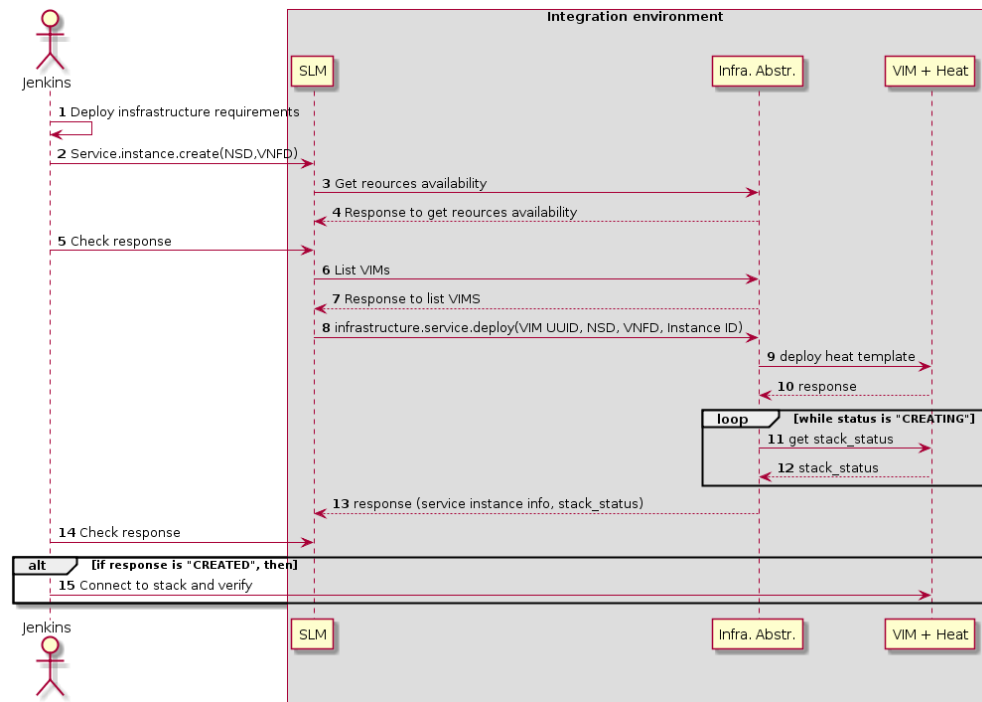 Integration environment
Jenkins
SLM
Infra. Abstr.
VIM + Heat
1 Deploy insfrastructure requirements
2 Service.instance.create(NSD,VNFD)
3 Get reources availability
4 Response to get reources availability
5 Check response
6 List VIMs
7 Response to list VIMS
8 infrastructure.service.deploy(VIM UUID, NSD, VNFD, Instance ID)
9 deploy heat template
10 response
loop [while status is "CREATING"]
11 get stack_status
12 stack_status
13 response (service instance info, stack_status)
14 Check response
alt [if response is "CREATED", then]
15 Connect to stack and verify
Jenkins
SLM
Infra. Abstr.
VIM + Heat